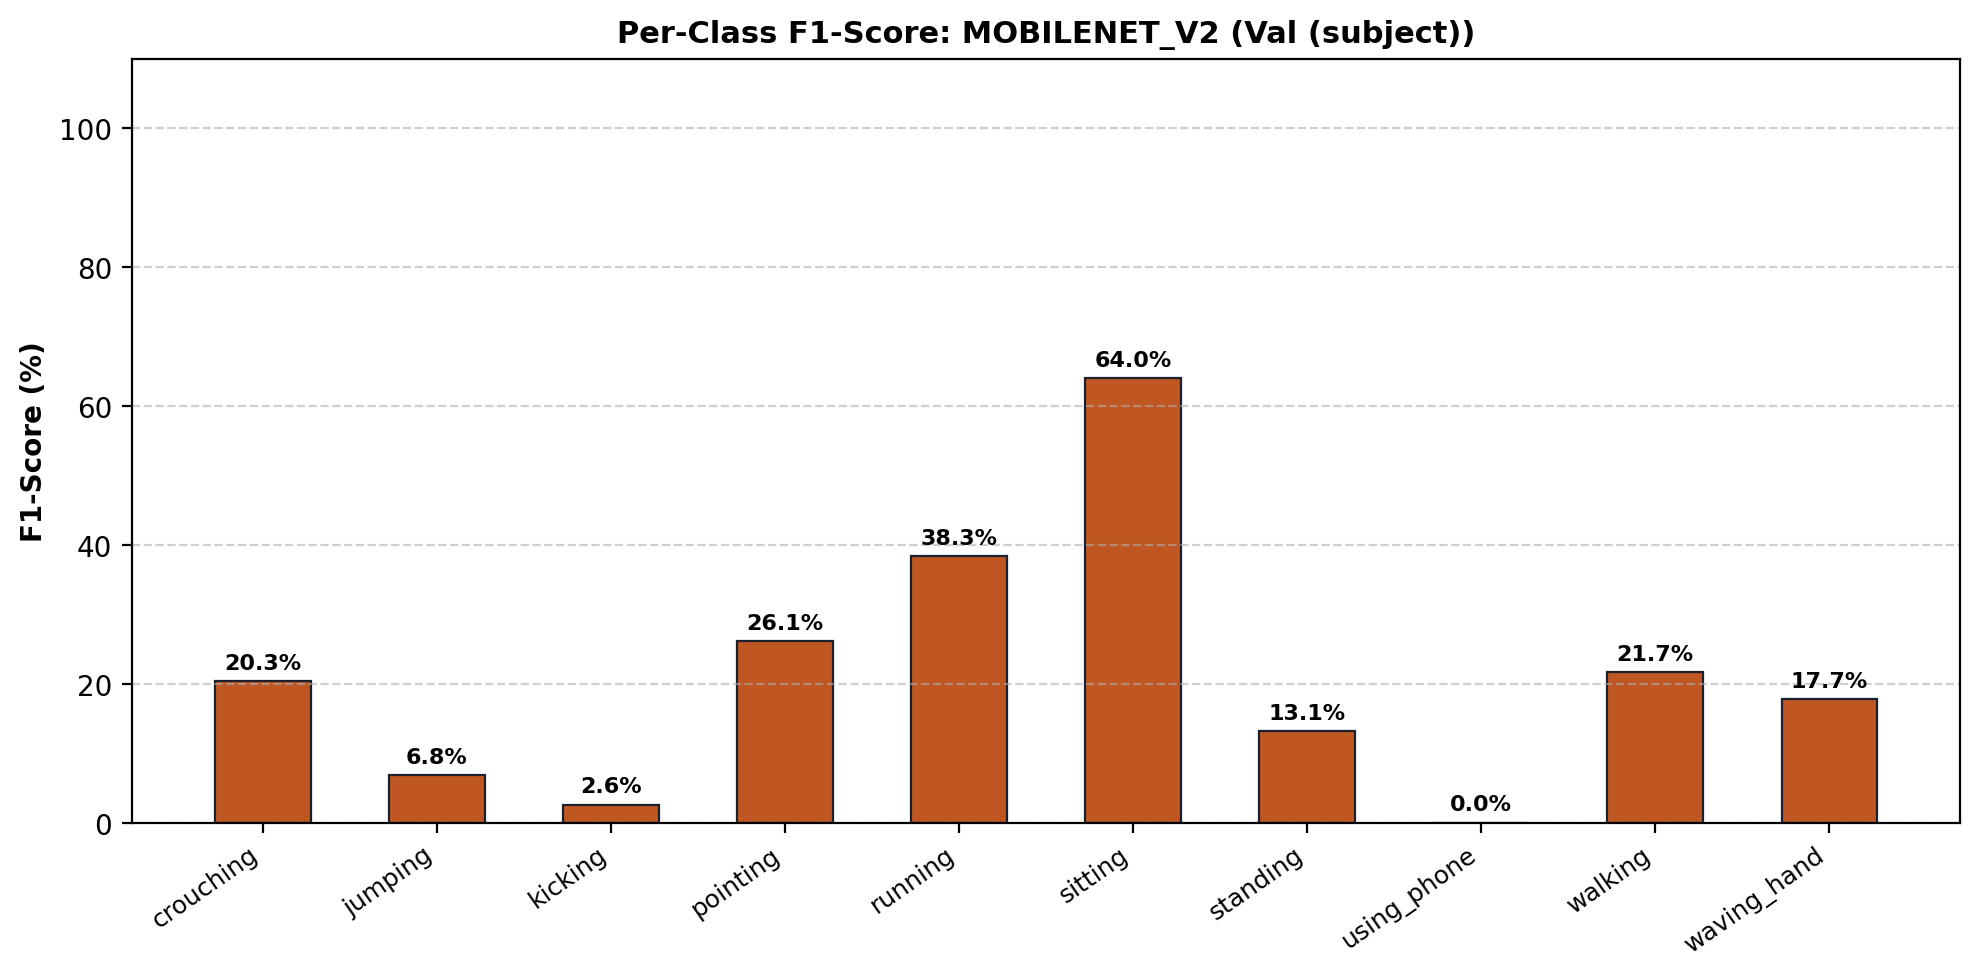 Per-Class F1-Score: MOBILENET_V2 (Val (subject))
F1-Score (%)
100
80
60
40
20
0
20.3%
6.8%
2.6%
26.1%
38.3%
64.0%
13.1%
0.0%
21.7%
17.7%
crouching
jumping
kicking
pointing
running
sitting
standing
using_phone
walking
waving_hand